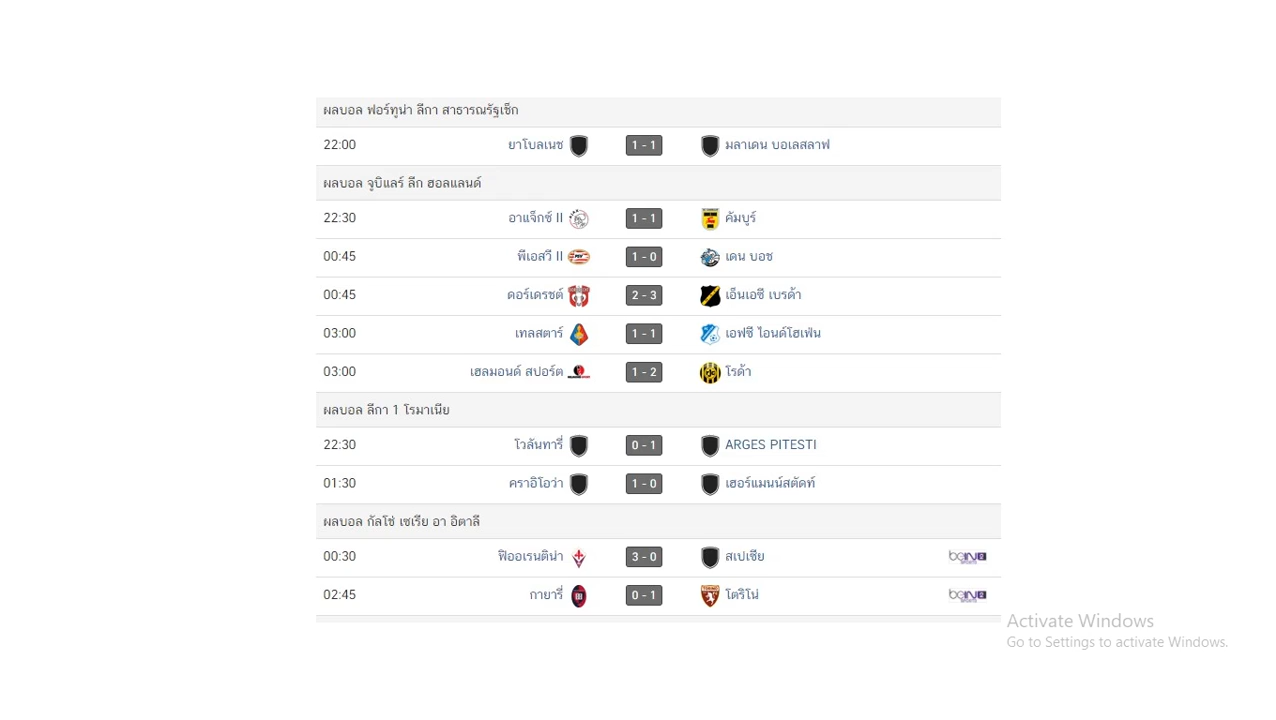 ผลบอล ฟอร์ทูน่า ลีกา สาธารณรัฐเช็ก
22:00 ยาโบลเนช 1 - 1 มลาเดน บอเลสลาฟ
ผลบอล จูบิแลร์ ลีก ฮอลแลนด์
22:30 อาแจ็กซ์ II 1 - 1 คัมบูร์
00:45 พีเอสวี II 1 - 0 เดน บอช
00:45 ดอร์เดรชต์ 2 - 3 เอ็นเอซี เบรด้า
03:00 เทลสตาร์ 1 - 1 เอฟซี ไอนด์โฮเฟ่น
03:00 เฮลมอนด์ สปอร์ต 1 - 2 โรด้า
ผลบอล ลีกา 1 โรมาเนีย
22:30 โวลันทารี่ 0 - 1 ARGES PITESTI
01:30 คราอิโอว่า 1 - 0 เฮอร์แมนน์สตัดท์
ผลบอล กัลโช่ เซเรีย อา อิตาลี
00:30 ฟิออเรนติน่า 3 - 0 สเปเซีย beIN SPORTS
02:45 กายารี่ 0 - 1 โตริโน่ beIN SPORTS
Activate Windows
Go to Settings to activate Windows.